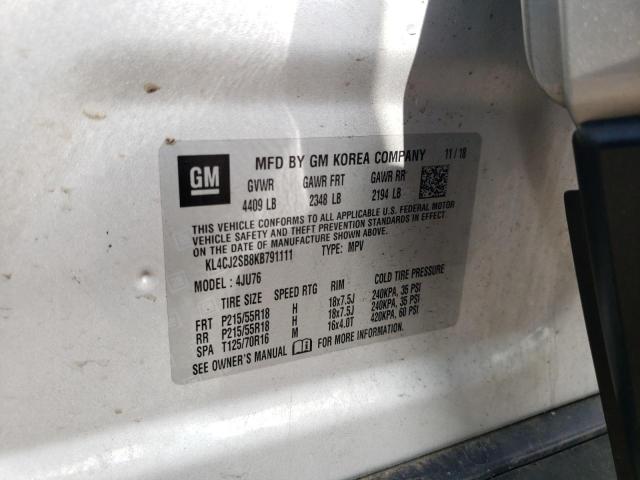 GM
MFD BY GM KOREA COMPANY 11 / 18
GVWR GAWR FRT GAWR RR
4409 LB 2348 LB 2194 LB
THIS VEHICLE CONFORMS TO ALL APPLICABLE U.S. FEDERAL MOTOR
VEHICLE SAFETY AND THEFT PREVENTION STANDARDS IN EFFECT
ON THE DATE OF MANUFACTURE SHOWN ABOVE.
KL4CJ2SB8KB791111 TYPE: MPV
MODEL : 4JU76
TIRE SIZE SPEED RTG RIM COLD TIRE PRESSURE
FRT P215/55R18 H 18x7.5J 240KPA, 35 PSI
RR P215/55R18 H 18x7.5J 240KPA, 35 PSI
SPA T125/70R16 M 16x4.0T 420KPA, 60 PSI
SEE OWNER'S MANUAL FOR MORE INFORMATION.